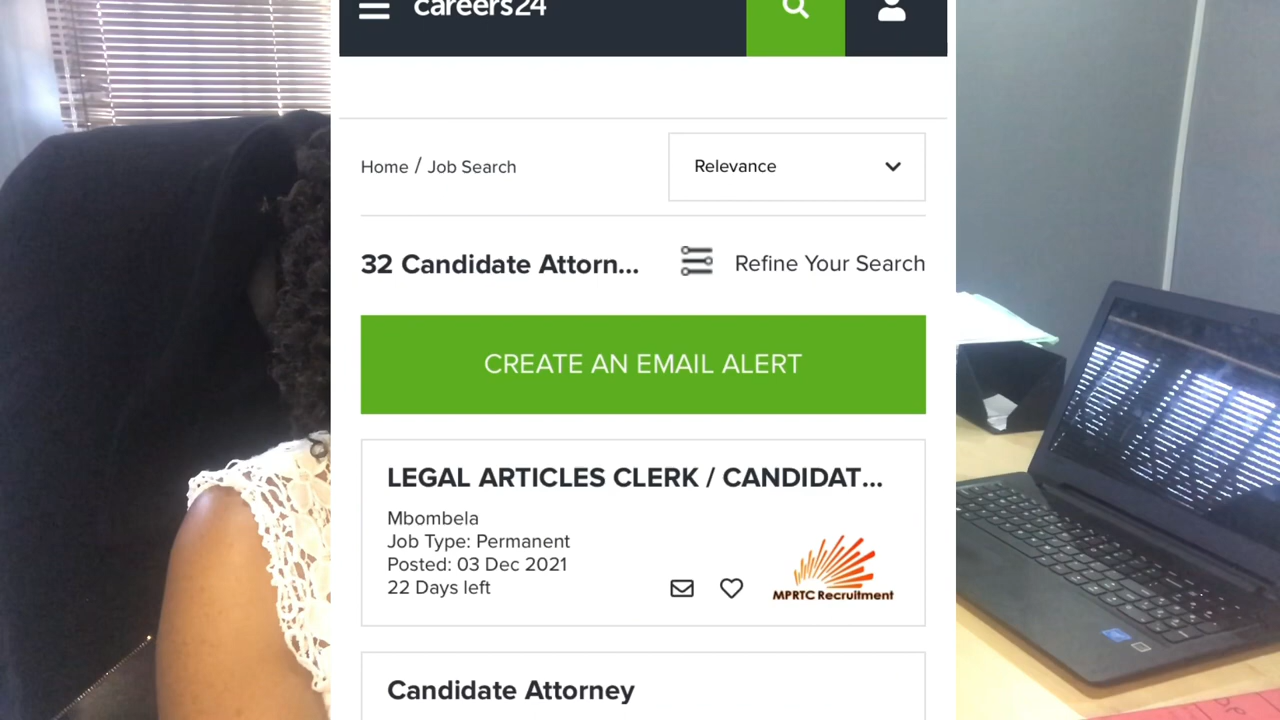 careers24
Home / Job Search
Relevance
32 Candidate Attorn...
Refine Your Search
CREATE AN EMAIL ALERT
LEGAL ARTICLES CLERK / CANDIDAT...
Mbombela
Job Type: Permanent
Posted: 03 Dec 2021
22 Days left
MPRTC Recruitment
Candidate Attorney